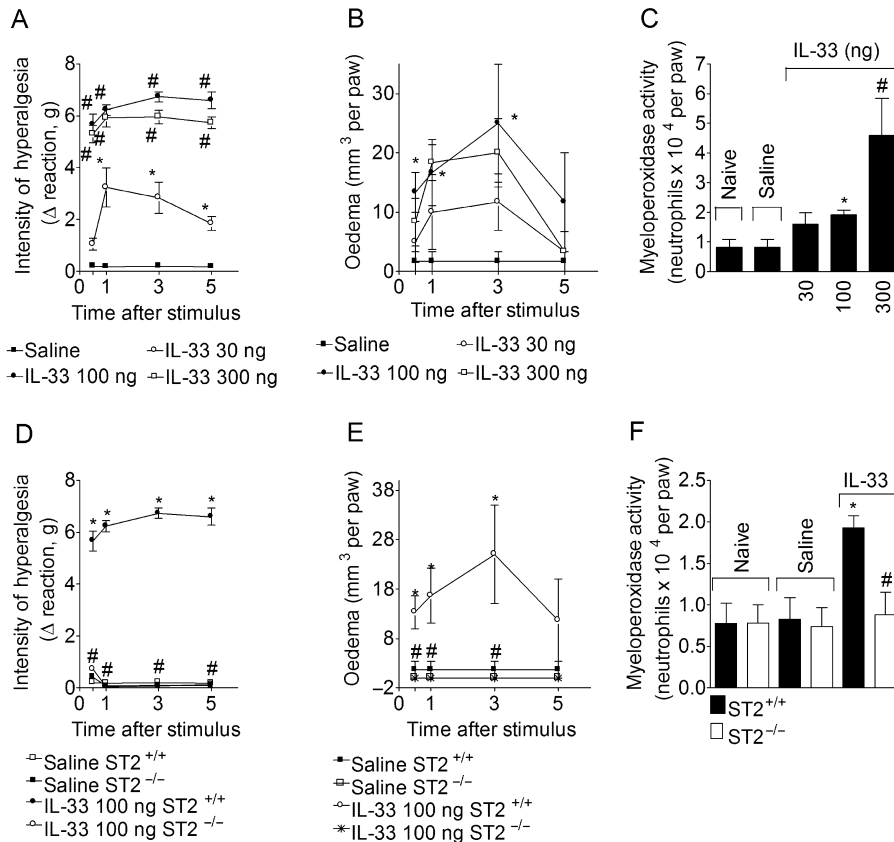 A
Intensity of hyperalgesia
(Δ reaction, g)
8
6
4
2
0
# # # #
# # # #
* * *
0 1 3 5
Time after stimulus
Saline
IL-33 30 ng
IL-33 100 ng
IL-33 300 ng
B
Oedema (mm 3 per paw)
30
20
10
0
* * *
0 1 3 5
Time after stimulus
Saline
IL-33 30 ng
IL-33 100 ng
IL-33 300 ng
C
IL-33 (ng)
Myeloperoxidase activity
(neutrophils x 10 4 per paw)
7
6
5
4
3
2
1
0
Naive
Saline
*
#
30
100
300
D
Intensity of hyperalgesia
(Δ reaction, g)
8
6
4
2
0
* * * *
# # # #
0 1 3 5
Time after stimulus
Saline ST2 +/+
Saline ST2 –/–
IL-33 100 ng ST2 +/+
IL-33 100 ng ST2 –/–
E
Oedema (mm 3 per paw)
38
28
18
8
–2
* * *
# # #
0 1 3 5
Time after stimulus
Saline ST2 +/+
Saline ST2 –/–
IL-33 100 ng ST2 +/+
IL-33 100 ng ST2 –/–
F
IL-33
Myeloperoxidase activity
(neutrophils x 10 4 per paw)
2.5
2.0
1.5
1.0
0.5
0.0
Naive
Saline
*
#
ST2 +/+
ST2 –/–